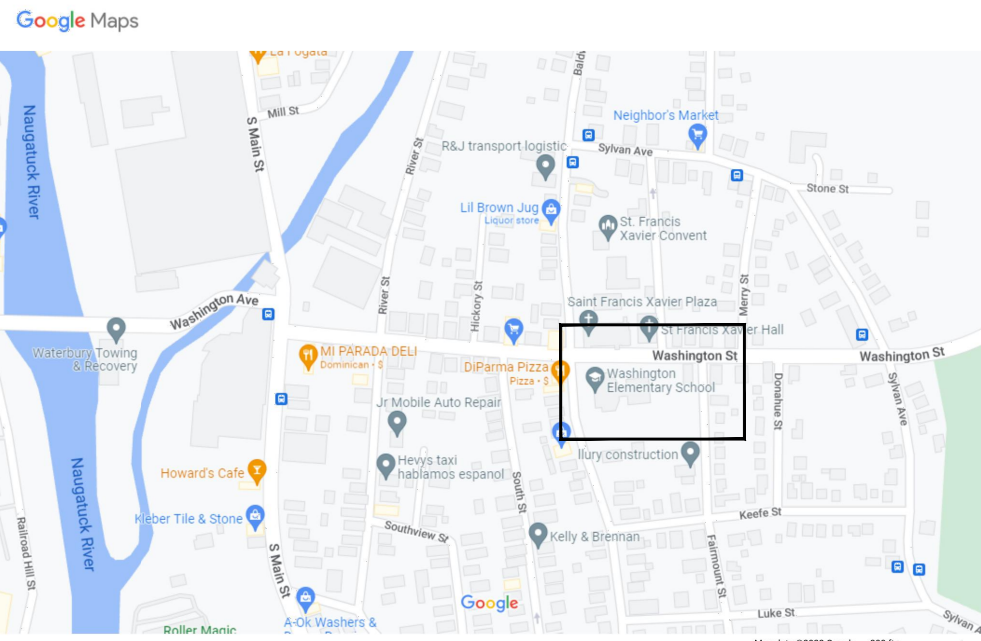 Google Maps
La Fogata
Baldw
Mill St
Neighbor's Market
Naugatuck River
S Main St
River St
R&J transport logistic
Sylvan Ave
Stone St
Lil Brown Jug
Liquor store
St. Francis
Xavier Convent
River St
Hickory St
Merry St
Washington Ave
Saint Francis Xavier Plaza
St Francis Xavier Hall
Waterbury Towing
& Recovery
MI PARADA DELI
Dominican • $
Washington St
Washington St
DiParma Pizza
Pizza • $
Washington
Elementary School
Donahue St
Sylvan Ave
Jr Mobile Auto Repair
Howard's Cafe
Hevys taxi
hablamos espanol
Ilury construction
Naugatuck River
South St
Kleber Tile & Stone
Keefe St
Railroad Hill St
Southview St
Kelly & Brennan
Fairmount St
S Main St
Google
Luke St
Sylvan A
A-Ok Washers &
Roller Magic